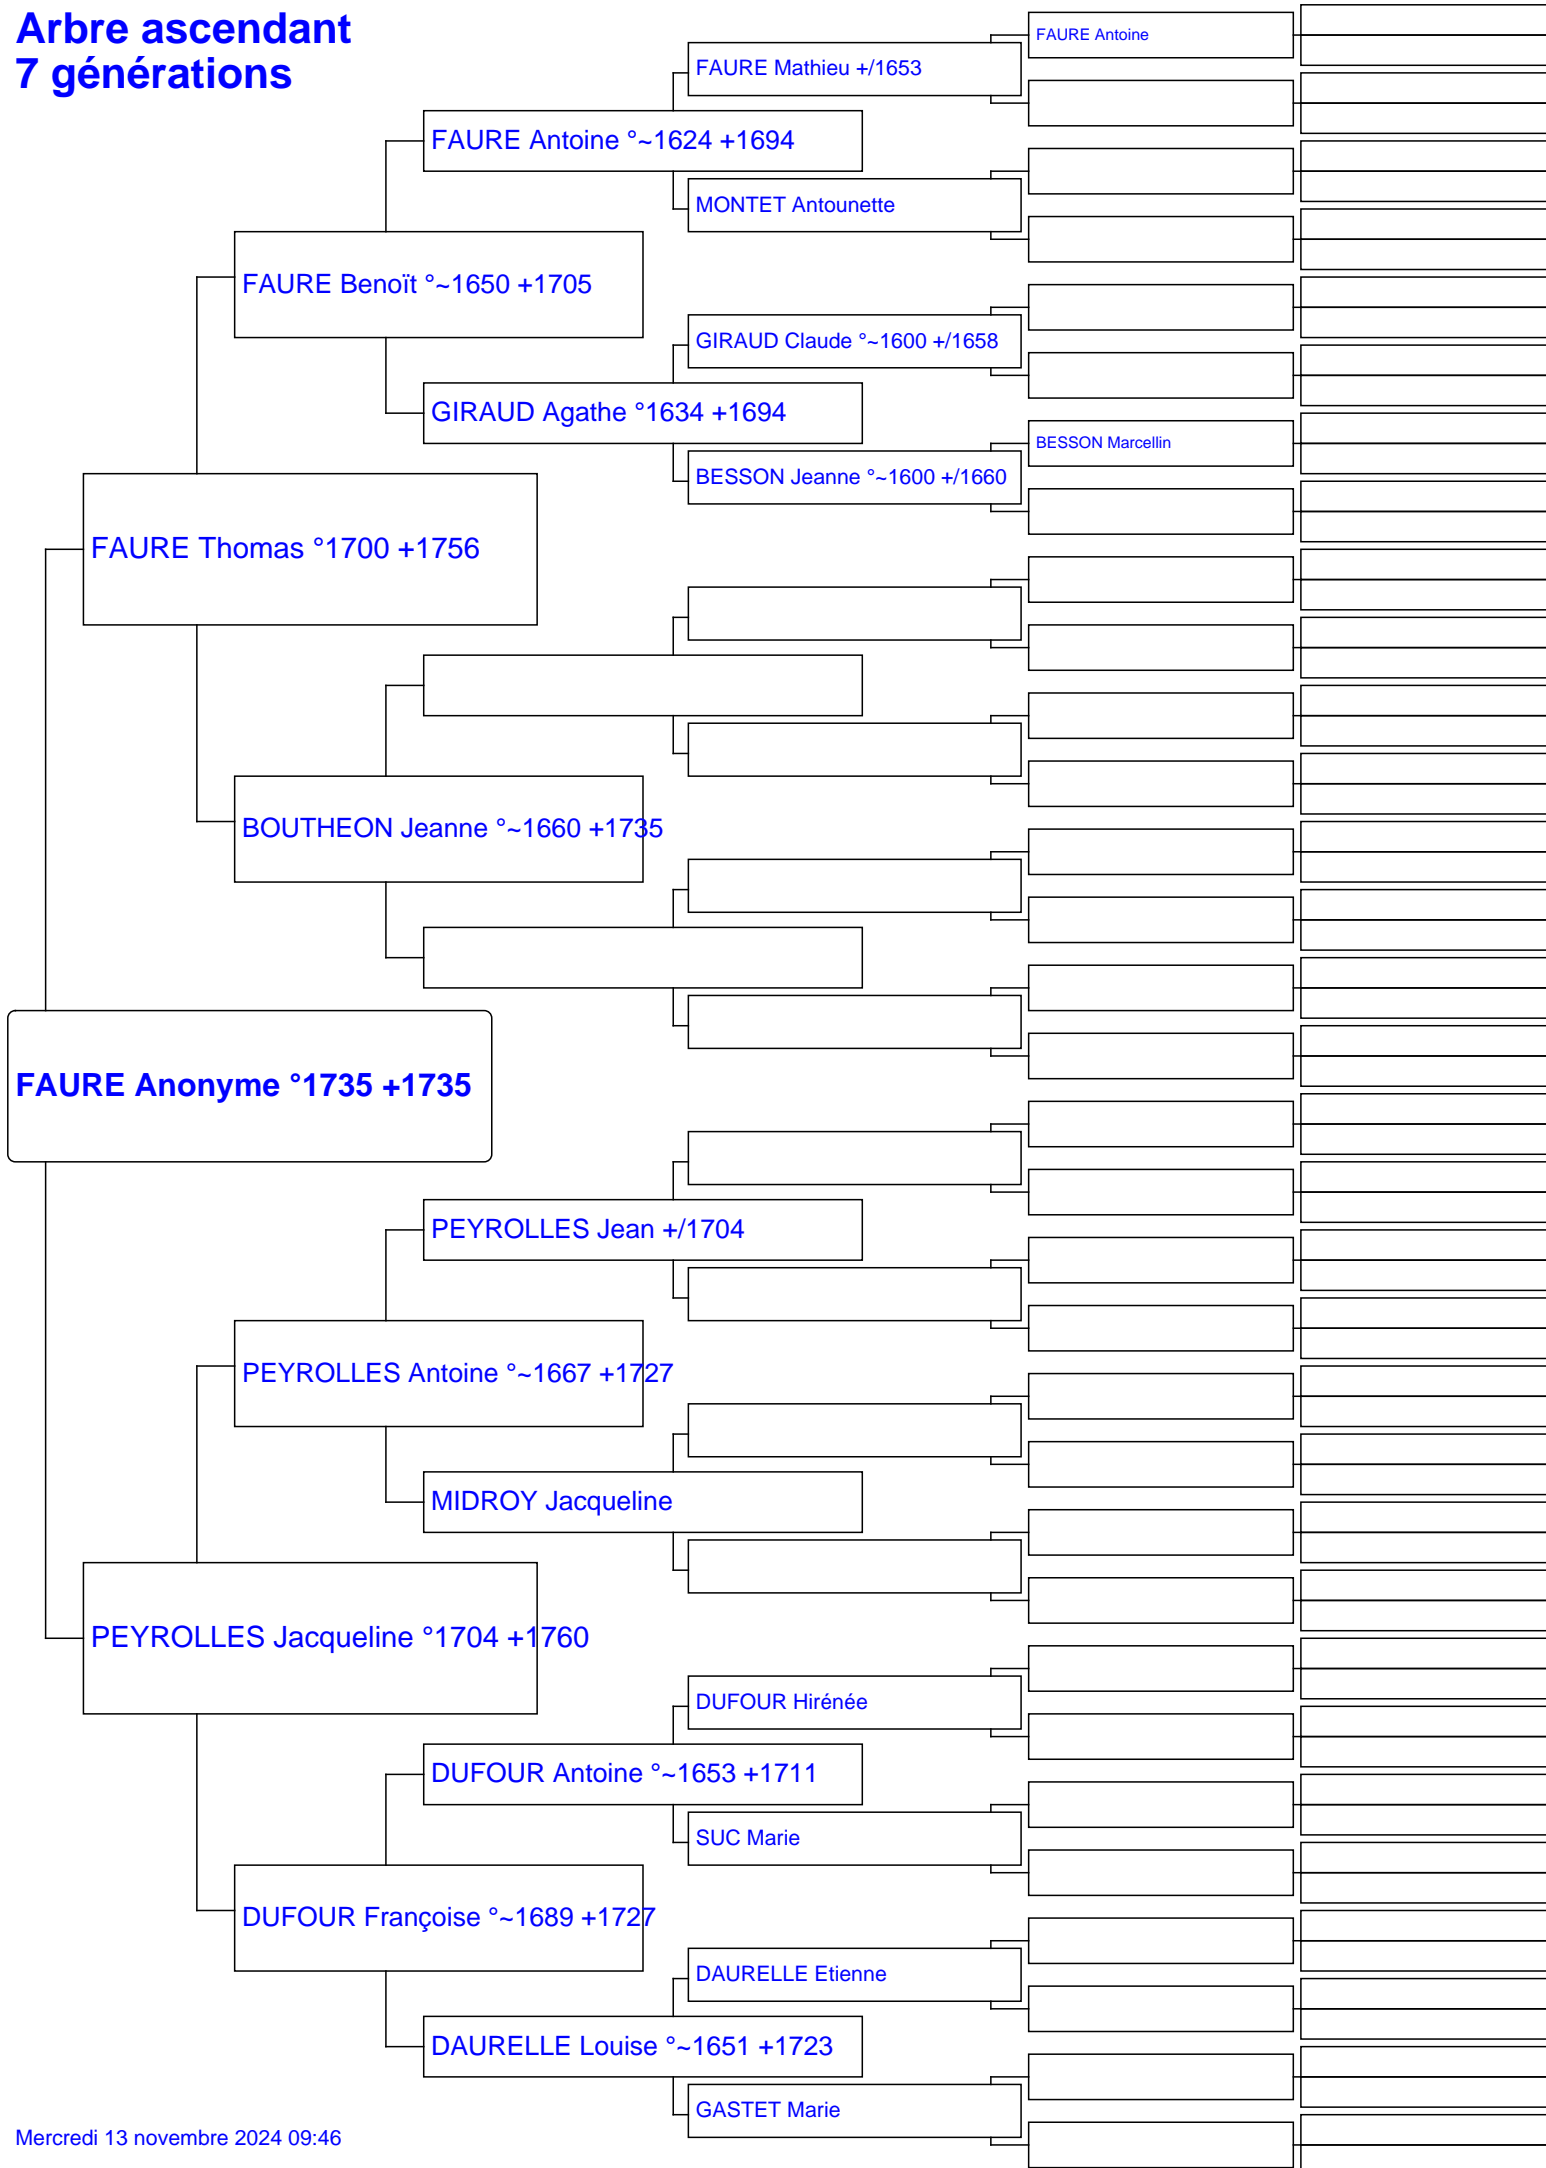 Arbre ascendant
7 générations
FAURE Antoine
FAURE Mathieu +/1653
FAURE Antoine °~1624 +1694
MONTET Antounette
FAURE Benoït °~1650 +1705
GIRAUD Claude °~1600 +/1658
GIRAUD Agathe °1634 +1694
BESSON Marcellin
BESSON Jeanne °~1600 +/1660
FAURE Thomas °1700 +1756
BOUTHEON Jeanne °~1660 +1735
FAURE Anonyme °1735 +1735
PEYROLLES Jean +/1704
PEYROLLES Antoine °~1667 +1727
MIDROY Jacqueline
PEYROLLES Jacqueline °1704 +1760
DUFOUR Hirénée
DUFOUR Antoine °~1653 +1711
SUC Marie
DUFOUR Françoise °~1689 +1727
DAURELLE Etienne
DAURELLE Louise °~1651 +1723
GASTET Marie
Mercredi 13 novembre 2024 09:46